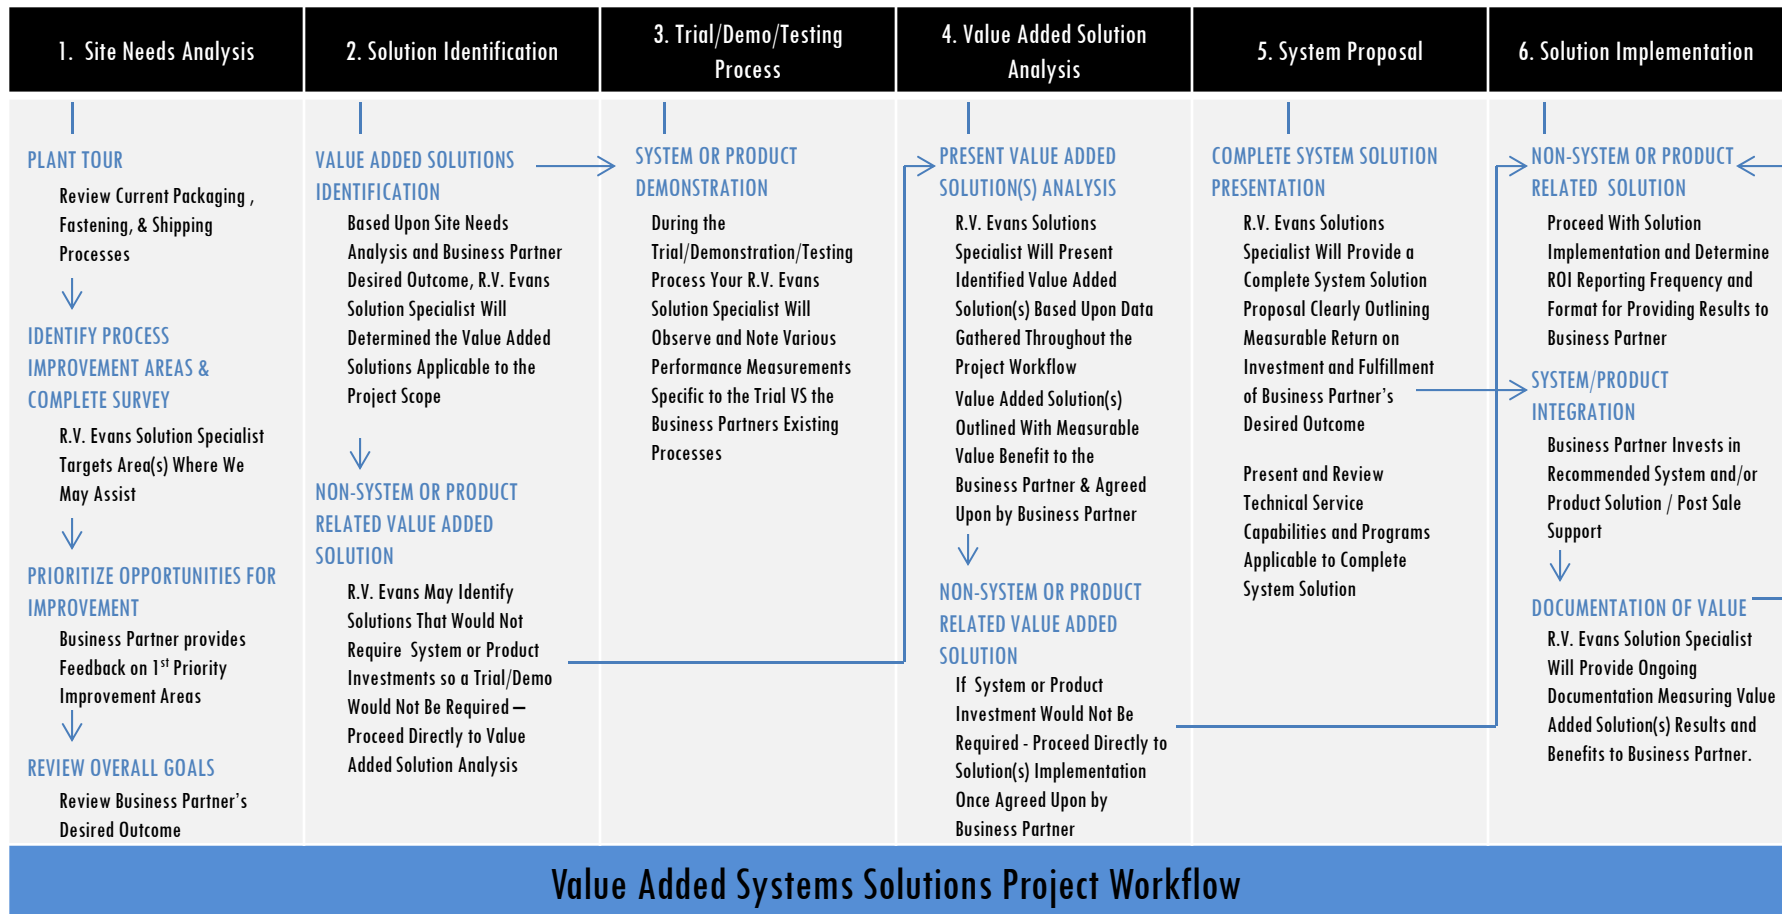 1. Site Needs Analysis
2. Solution Identification
3. Trial/Demo/Testing
Process
4. Value Added Solution
Analysis
5. System Proposal
6. Solution Implementation
PLANT TOUR
Review Current Packaging ,
Fastening, & Shipping
Processes
IDENTIFY PROCESS
IMPROVEMENT AREAS &
COMPLETE SURVEY
R.V. Evans Solution Specialist
Targets Area(s) Where We
May Assist
PRIORITIZE OPPORTUNITIES FOR
IMPROVEMENT
Business Partner provides
Feedback on 1st Priority
Improvement Areas
REVIEW OVERALL GOALS
Review Business Partner's
Desired Outcome
VALUE ADDED SOLUTIONS
IDENTIFICATION
Based Upon Site Needs
Analysis and Business Partner
Desired Outcome, R.V. Evans
Solution Specialist Will
Determined the Value Added
Solutions Applicable to the
Project Scope
NON-SYSTEM OR PRODUCT
RELATED VALUE ADDED
SOLUTION
R.V. Evans May Identify
Solutions That Would Not
Require System or Product
Investments so a Trial/Demo
Would Not Be Required –
Proceed Directly to Value
Added Solution Analysis
SYSTEM OR PRODUCT
DEMONSTRATION
During the
Trial/Demonstration/Testing
Process Your R.V. Evans
Solution Specialist Will
Observe and Note Various
Performance Measurements
Specific to the Trial VS the
Business Partners Existing
Processes
PRESENT VALUE ADDED
SOLUTION(S) ANALYSIS
R.V. Evans Solutions
Specialist Will Present
Identified Value Added
Solution(s) Based Upon Data
Gathered Throughout the
Project Workflow
Value Added Solution(s)
Outlined With Measurable
Value Benefit to the
Business Partner & Agreed
Upon by Business Partner
NON-SYSTEM OR PRODUCT
RELATED VALUE ADDED
SOLUTION
If System or Product
Investment Would Not Be
Required - Proceed Directly to
Solution(s) Implementation
Once Agreed Upon by
Business Partner
COMPLETE SYSTEM SOLUTION
PRESENTATION
R.V. Evans Solutions
Specialist Will Provide a
Complete System Solution
Proposal Clearly Outlining
Measurable Return on
Investment and Fulfillment
of Business Partner's
Desired Outcome
Present and Review
Technical Service
Capabilities and Programs
Applicable to Complete
System Solution
NON-SYSTEM OR PRODUCT
RELATED SOLUTION
Proceed With Solution
Implementation and Determine
ROI Reporting Frequency and
Format for Providing Results to
Business Partner
SYSTEM/PRODUCT
INTEGRATION
Business Partner Invests in
Recommended System and/or
Product Solution / Post Sale
Support
DOCUMENTATION OF VALUE
R.V. Evans Solution Specialist
Will Provide Ongoing
Documentation Measuring Value
Added Solution(s) Results and
Benefits to Business Partner.
Value Added Systems Solutions Project Workflow